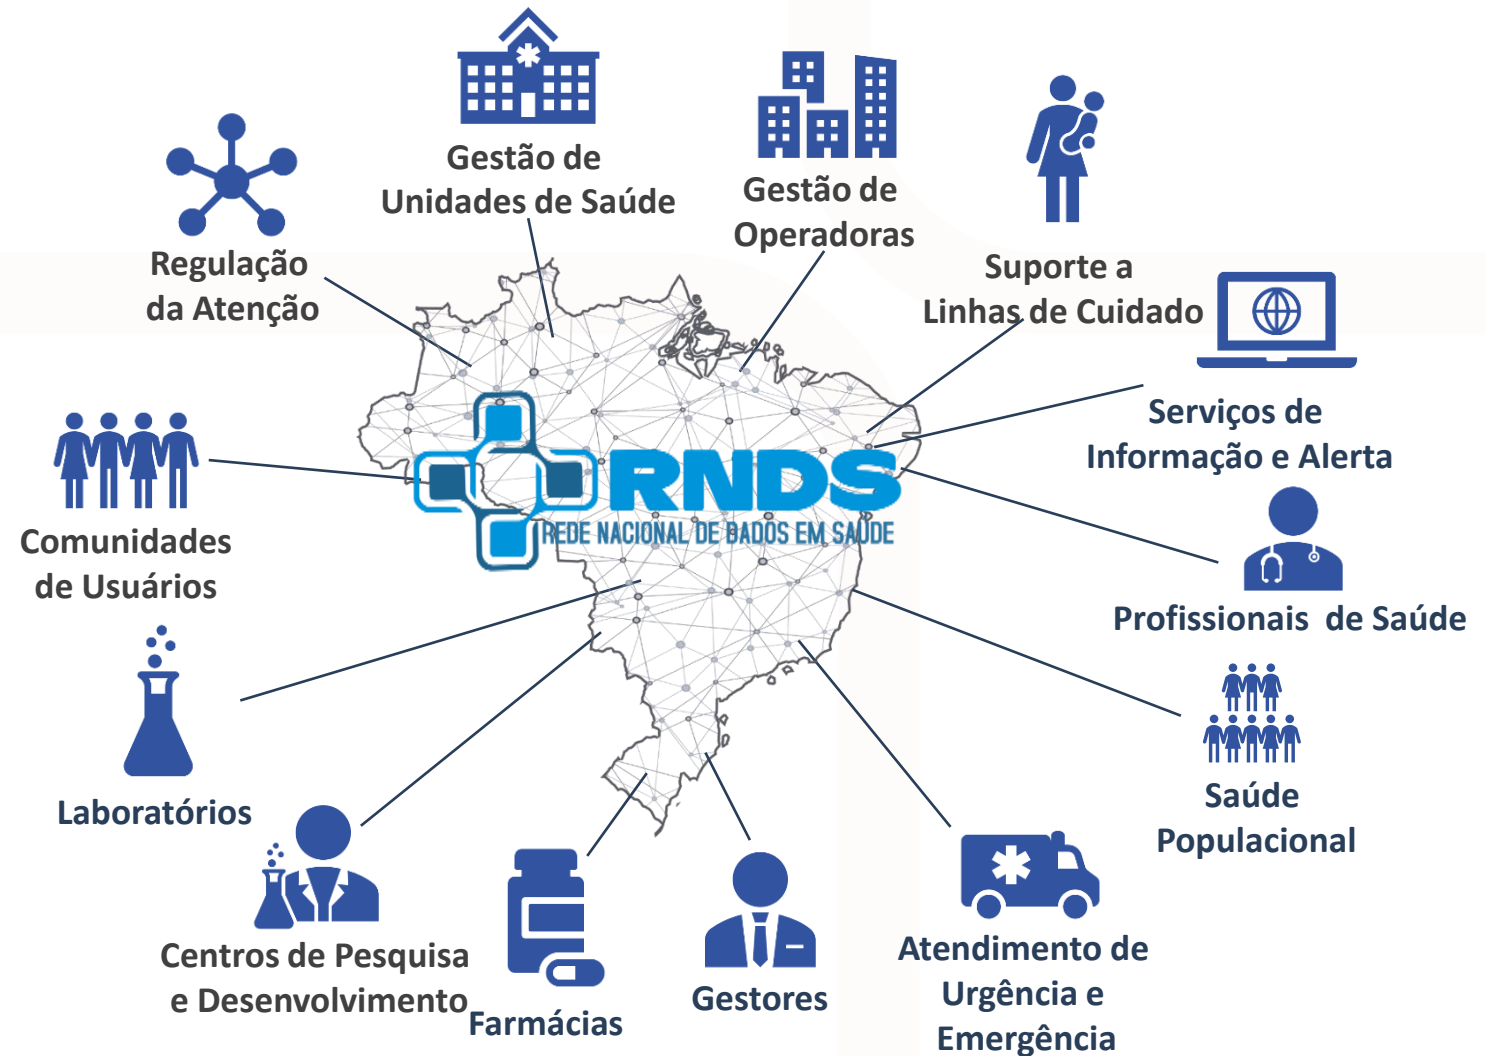 Gestão de
Unidades de Saúde
Gestão de
Operadoras
Suporte a
Linhas de Cuidado
Regulação
da Atenção
Serviços de
Informação e Alerta
RNDS
REDE NACIONAL DE DADOS EM SAÚDE
Comunidades
de Usuários
Profissionais de Saúde
Laboratórios
Saúde
Populacional
Centros de Pesquisa
e Desenvolvimento
Farmácias
Gestores
Atendimento de
Urgência e
Emergência